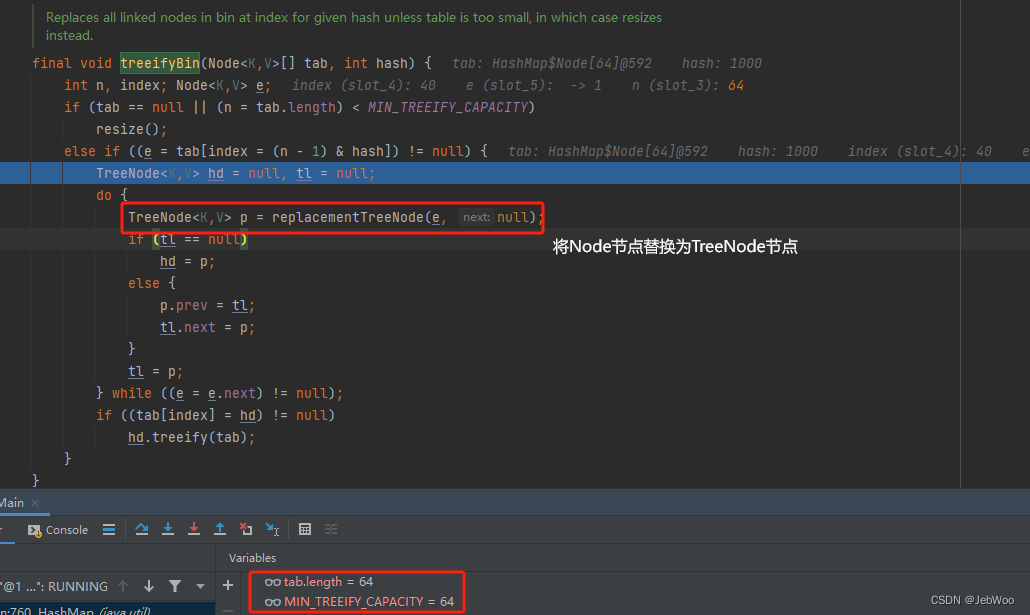 Replaces all linked nodes in bin at index for given hash unless table is too small, in which case resizes
instead.
final void treeifyBin(Node<K,V>[] tab, int hash) {   tab: HashMap$Node[64]@592    hash: 1000
int n, index; Node<K,V> e;   index (slot_4): 40    e (slot_5):  -> 1    n (slot_3): 64
if (tab == null || (n = tab.length) < MIN_TREEIFY_CAPACITY)
resize();
else if ((e = tab[index = (n - 1) & hash]) != null) {   tab: HashMap$Node[64]@592    hash: 1000    index (slot_4): 40    e
TreeNode<K,V> hd = null, tl = null;
do {
TreeNode<K,V> p = replacementTreeNode(e, next: null);
if (tl == null)
将Node节点替换为TreeNode节点
hd = p;
else {
p.prev = tl;
tl.next = p;
}
tl = p;
} while ((e = e.next) != null);
if ((tab[index] = hd) != null)
hd.treeify(tab);
}
}
Main
Console
Variables
"@1 ...": RUNNING
tab.length = 64
MIN_TREEIFY_CAPACITY = 64
n:760, HashMap (java.util)
CSDN @JebWoo